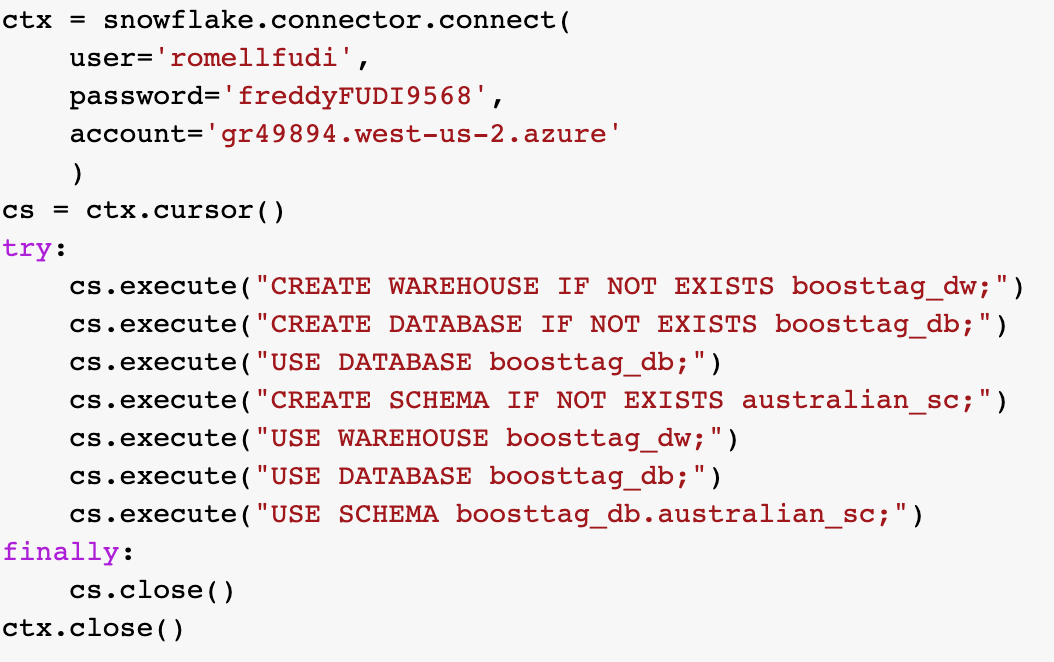 ctx = snowflake.connector.connect(
    user='romellfudi',
    password='freddyFUDI9568',
    account='gr49894.west-us-2.azure'
    )
cs = ctx.cursor()
try:
    cs.execute("CREATE WAREHOUSE IF NOT EXISTS boosttag_dw;")
    cs.execute("CREATE DATABASE IF NOT EXISTS boosttag_db;")
    cs.execute("USE DATABASE boosttag_db;")
    cs.execute("CREATE SCHEMA IF NOT EXISTS australian_sc;")
    cs.execute("USE WAREHOUSE boosttag_dw;")
    cs.execute("USE DATABASE boosttag_db;")
    cs.execute("USE SCHEMA boosttag_db.australian_sc;")
finally:
    cs.close()
ctx.close()